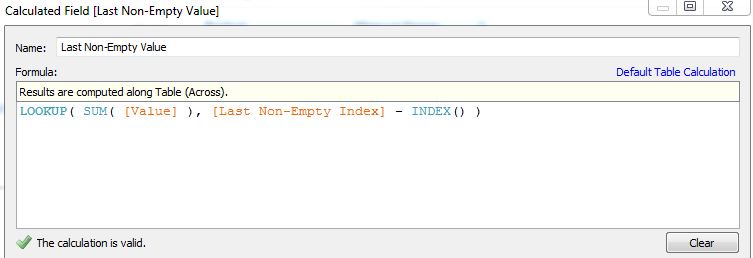 Calculated Field [Last Non-Empty Value]
Name: Last Non-Empty Value
Formula: Default Table Calculation
Results are computed along Table (Across).
LOOKUP( SUM( [Value] ), [Last Non-Empty Index] - INDEX() )
The calculation is valid. Clear